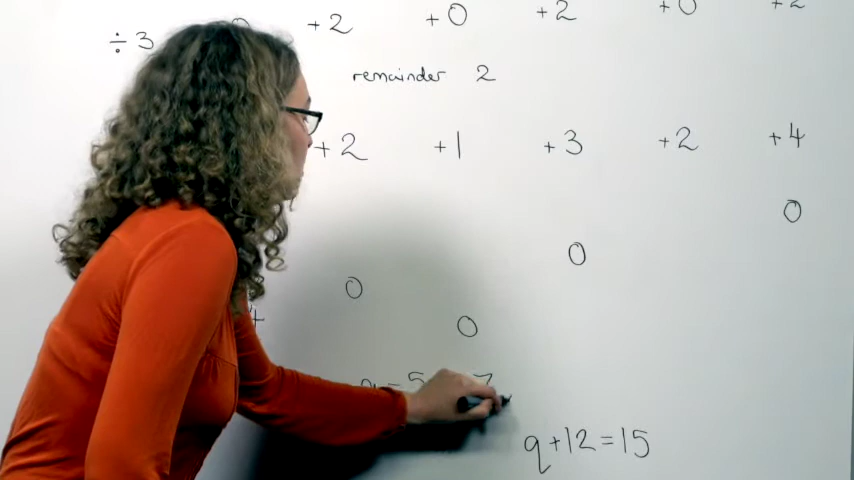 ÷3 +2 +0 +2 +0 +2
remainder 2
+2 +1 +3 +2 +4
0
0
0
0
q+12=15